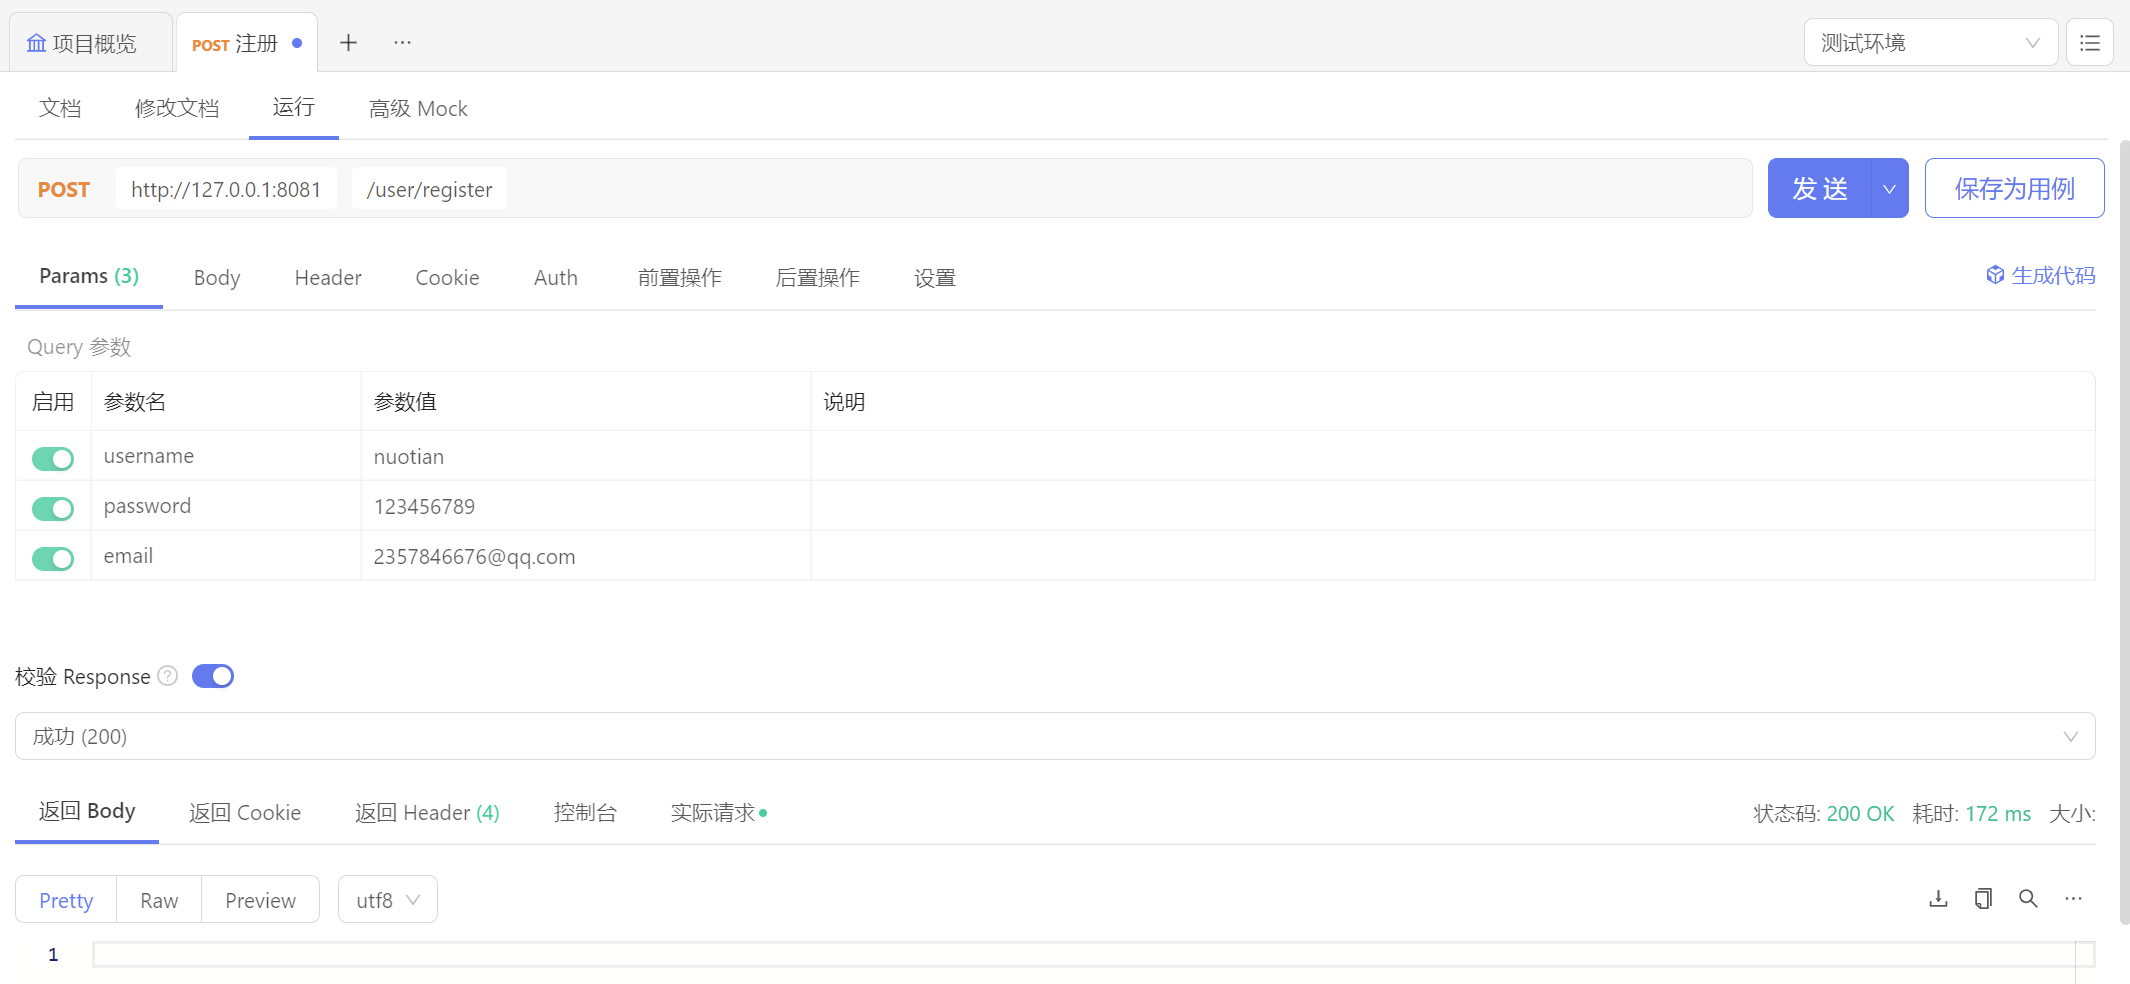 项目概览 POST 注册 + ··· 测试环境
文档 修改文档 运行 高级 Mock
POST http://127.0.0.1:8081 /user/register 发 送 保存为用例
Params (3) Body Header Cookie Auth 前置操作 后置操作 设置 生成代码
Query 参数
启用 参数名 参数值 说明
username nuotian
password 123456789
email 2357846676@qq.com
校验 Response ?
成功 (200)
返回 Body 返回 Cookie 返回 Header (4) 控制台 实际请求 状态码: 200 OK 耗时: 172 ms 大小:
Pretty Raw Preview utf8 ···
1